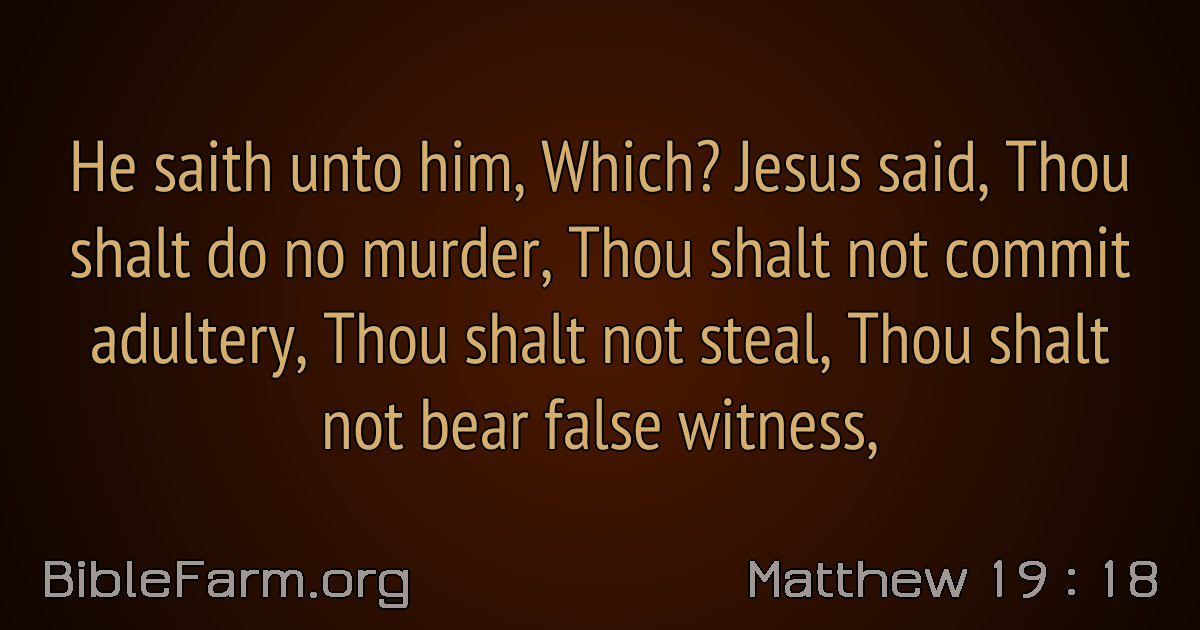 He saith unto him, Which? Jesus said, Thou
shalt do no murder, Thou shalt not commit
adultery, Thou shalt not steal, Thou shalt
not bear false witness,
BibleFarm.org
Matthew 19 : 18